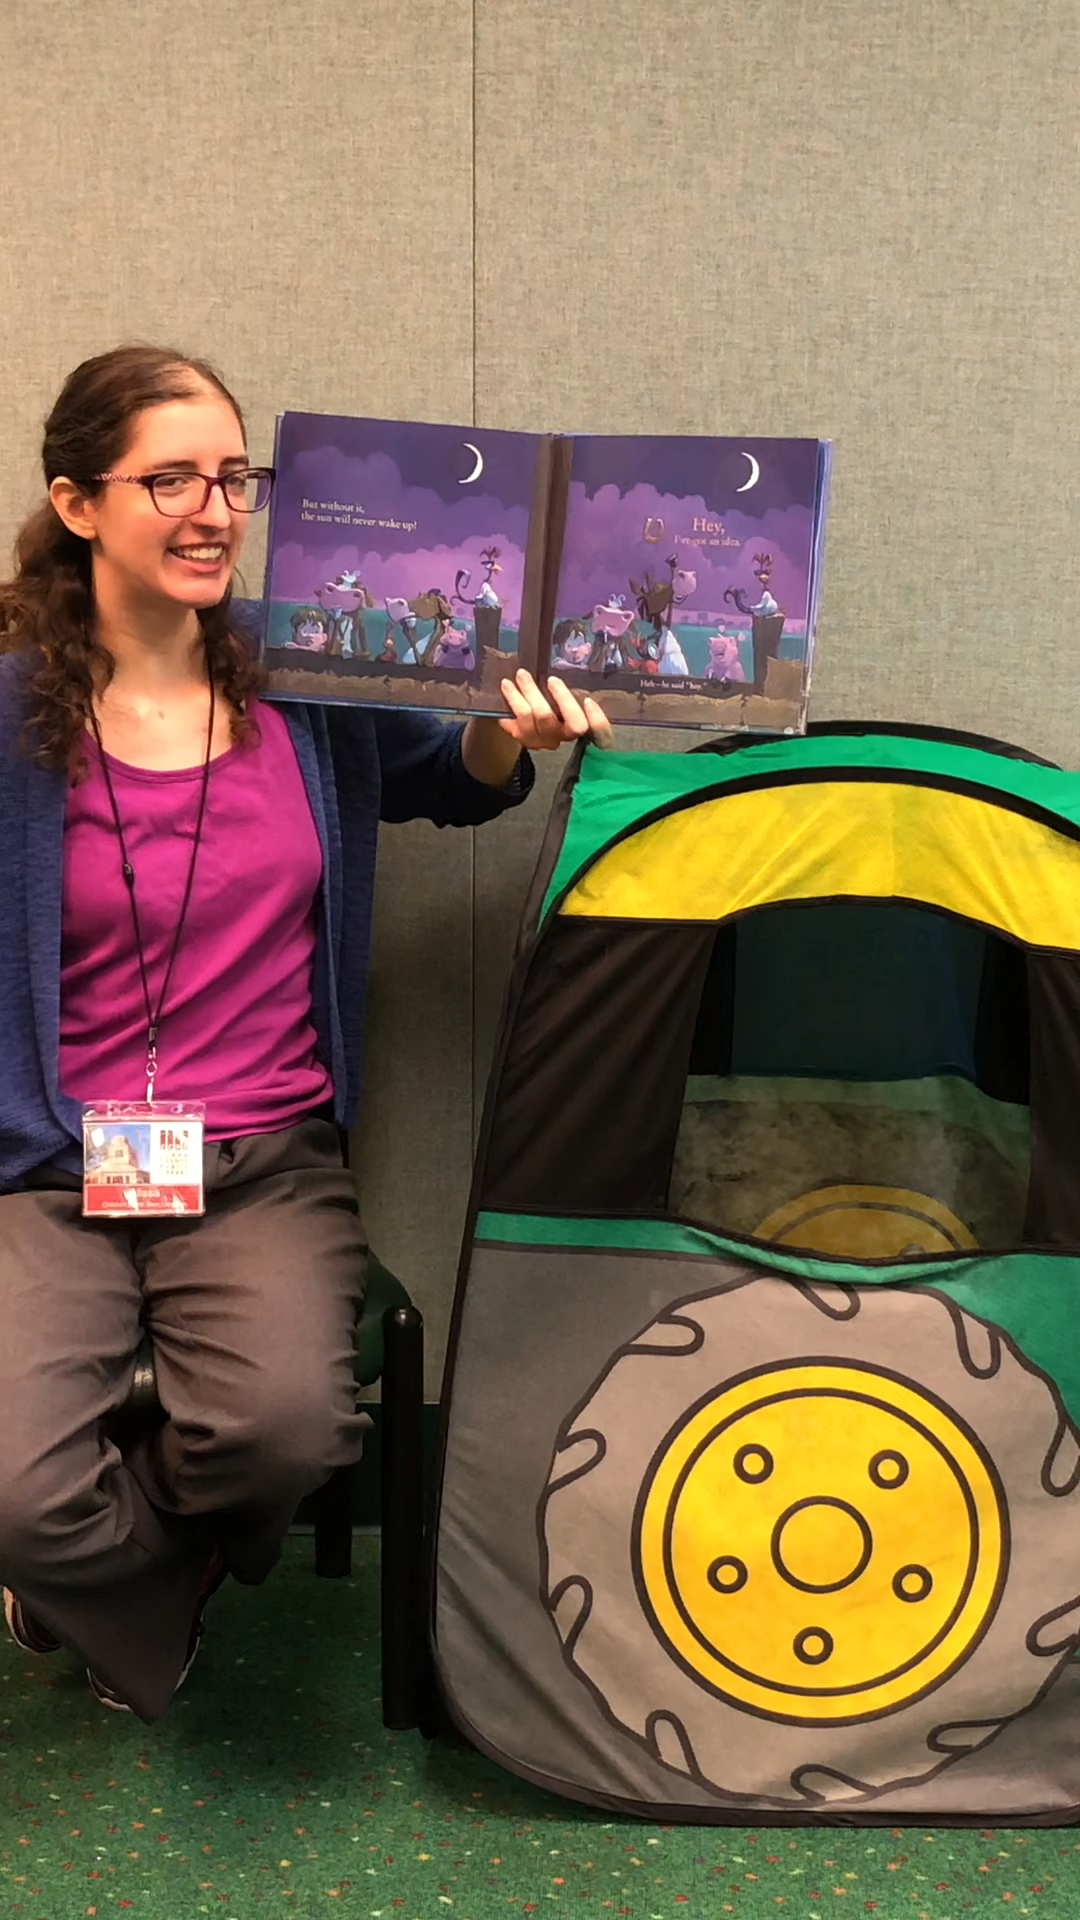 But without it,
the sun will never wake up!
Hey,
I've got an idea.
Heh—he said "hay."